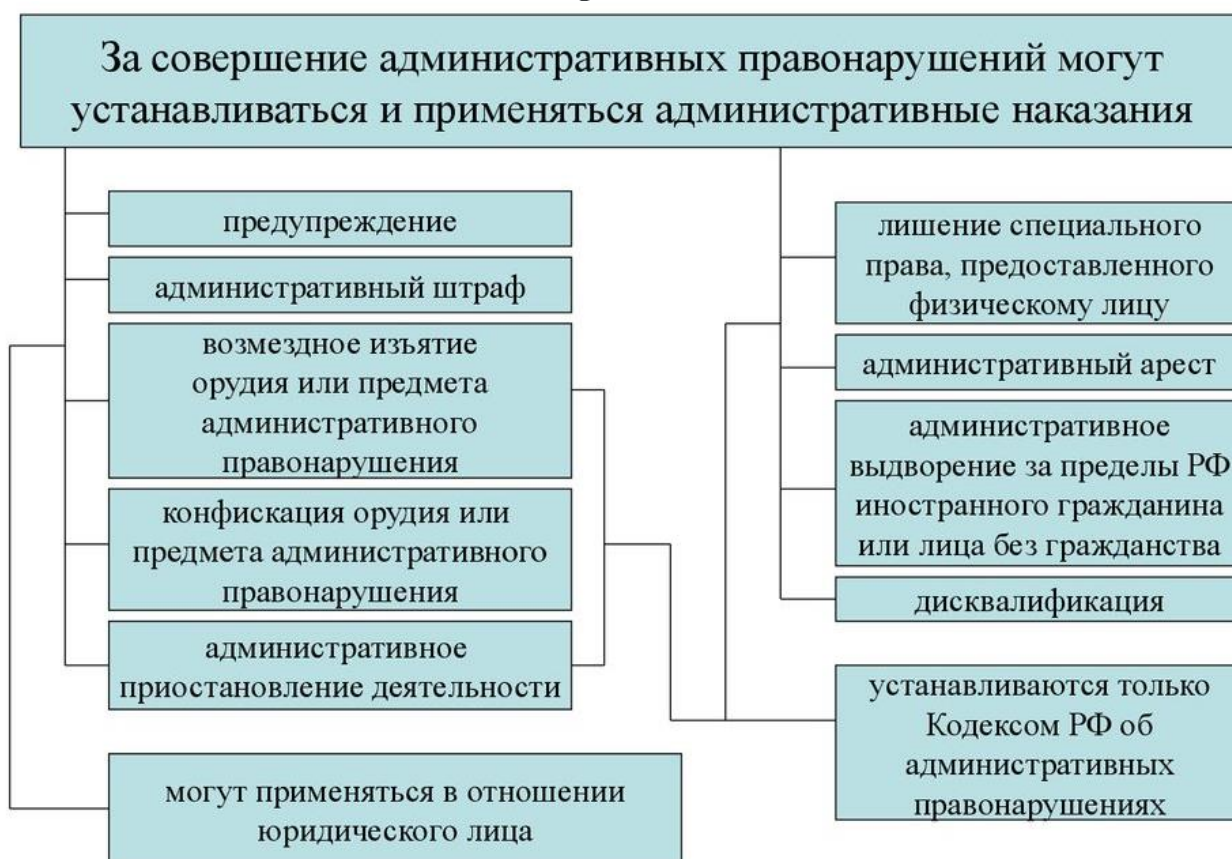 За совершение административных правонарушений могут
устанавливаться и применяться административные наказания
предупреждение
административный штраф
возмездное изъятие
орудия или предмета
административного
правонарушения
конфискация орудия или
предмета административного
правонарушения
административное
приостановление деятельности
могут применяться в отношении
юридического лица
лишение специального
права, предоставленного
физическому лицу
административный арест
административное
выдворение за пределы РФ
иностранного гражданина
или лица без гражданства
дисквалификация
устанавливаются только
Кодексом РФ об
административных
правонарушениях